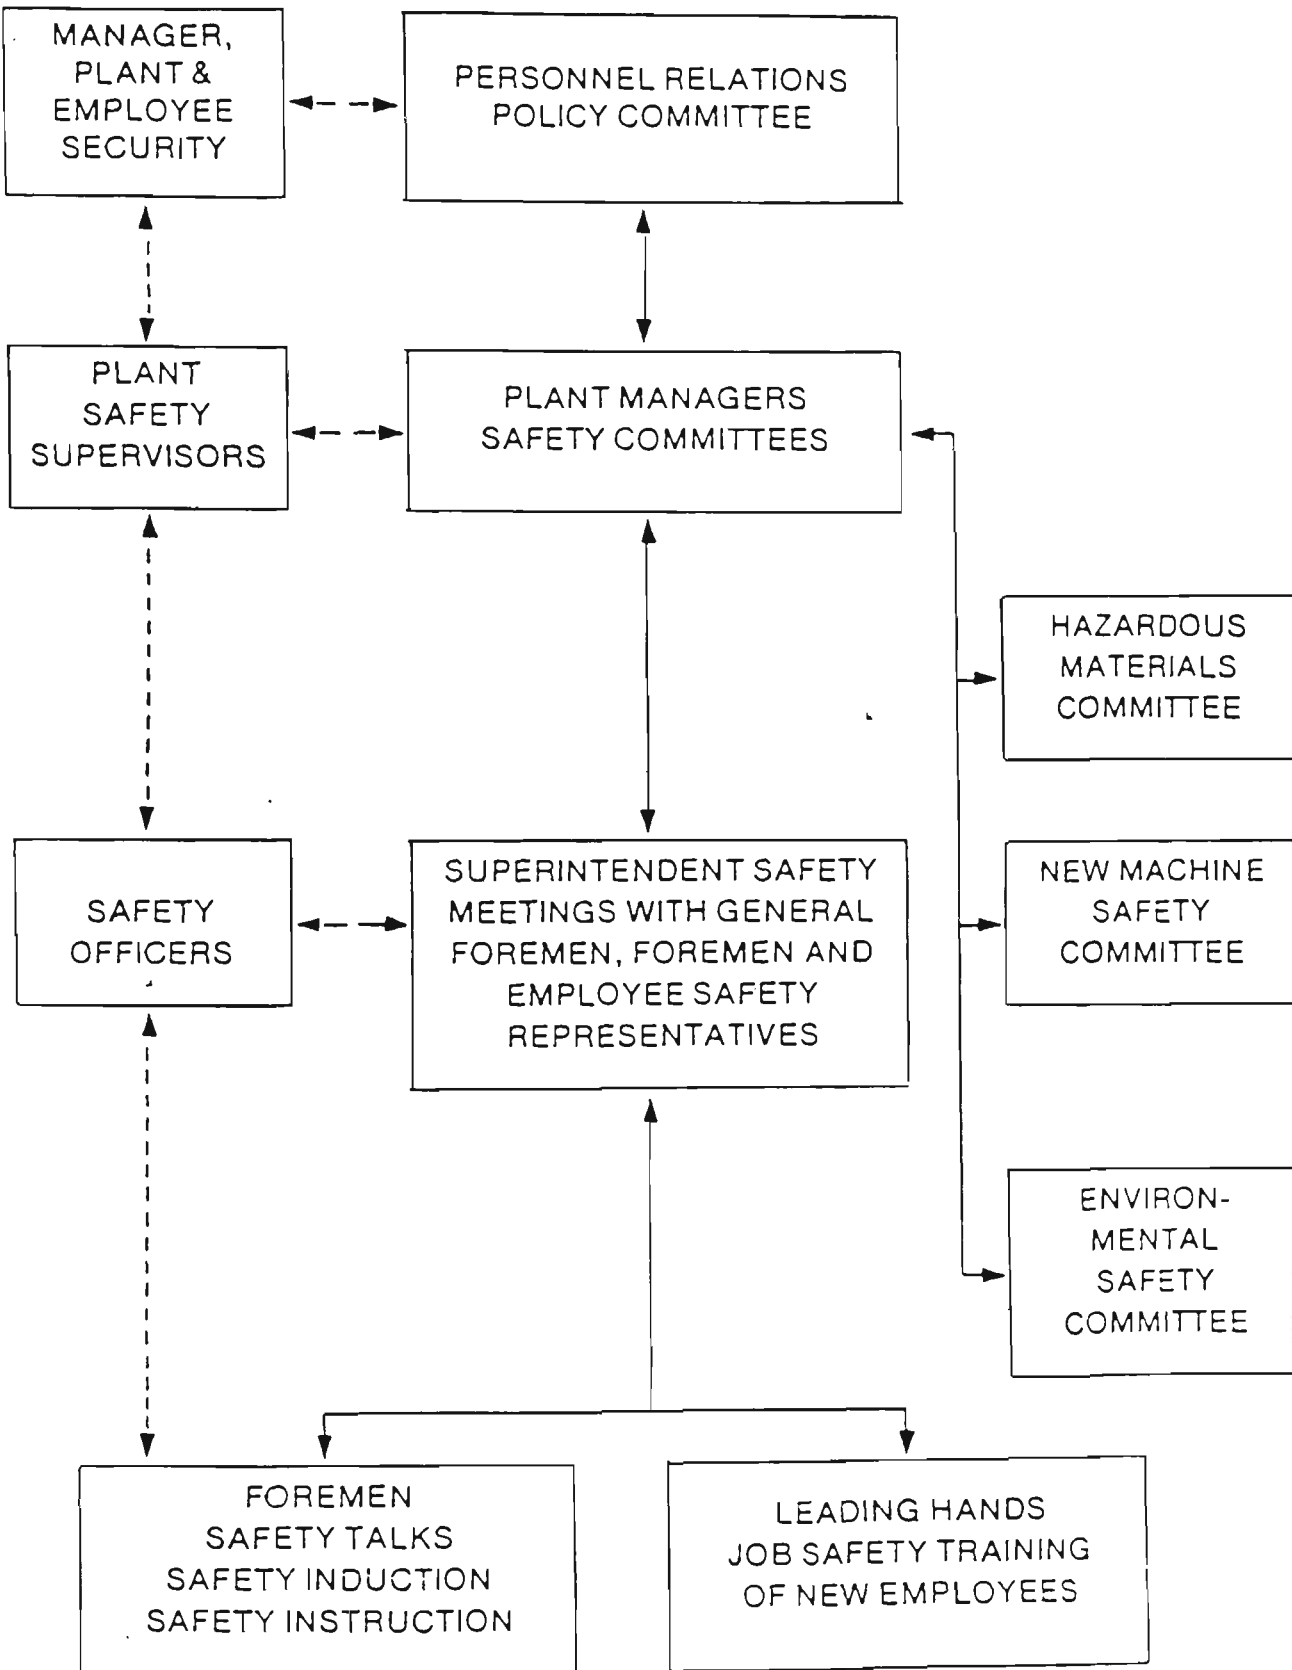 MANAGER,
PLANT &
EMPLOYEE
SECURITY
PERSONNEL RELATIONS
POLICY COMMITTEE
PLANT
SAFETY
SUPERVISORS
PLANT MANAGERS
SAFETY COMMITTEES
HAZARDOUS
MATERIALS
COMMITTEE
SAFETY
OFFICERS
SUPERINTENDENT SAFETY
MEETINGS WITH GENERAL
FOREMEN, FOREMEN AND
EMPLOYEE SAFETY
REPRESENTATIVES
NEW MACHINE
SAFETY
COMMITTEE
ENVIRON-
MENTAL
SAFETY
COMMITTEE
FOREMEN
SAFETY TALKS
SAFETY INDUCTION
SAFETY INSTRUCTION
LEADING HANDS
JOB SAFETY TRAINING
OF NEW EMPLOYEES